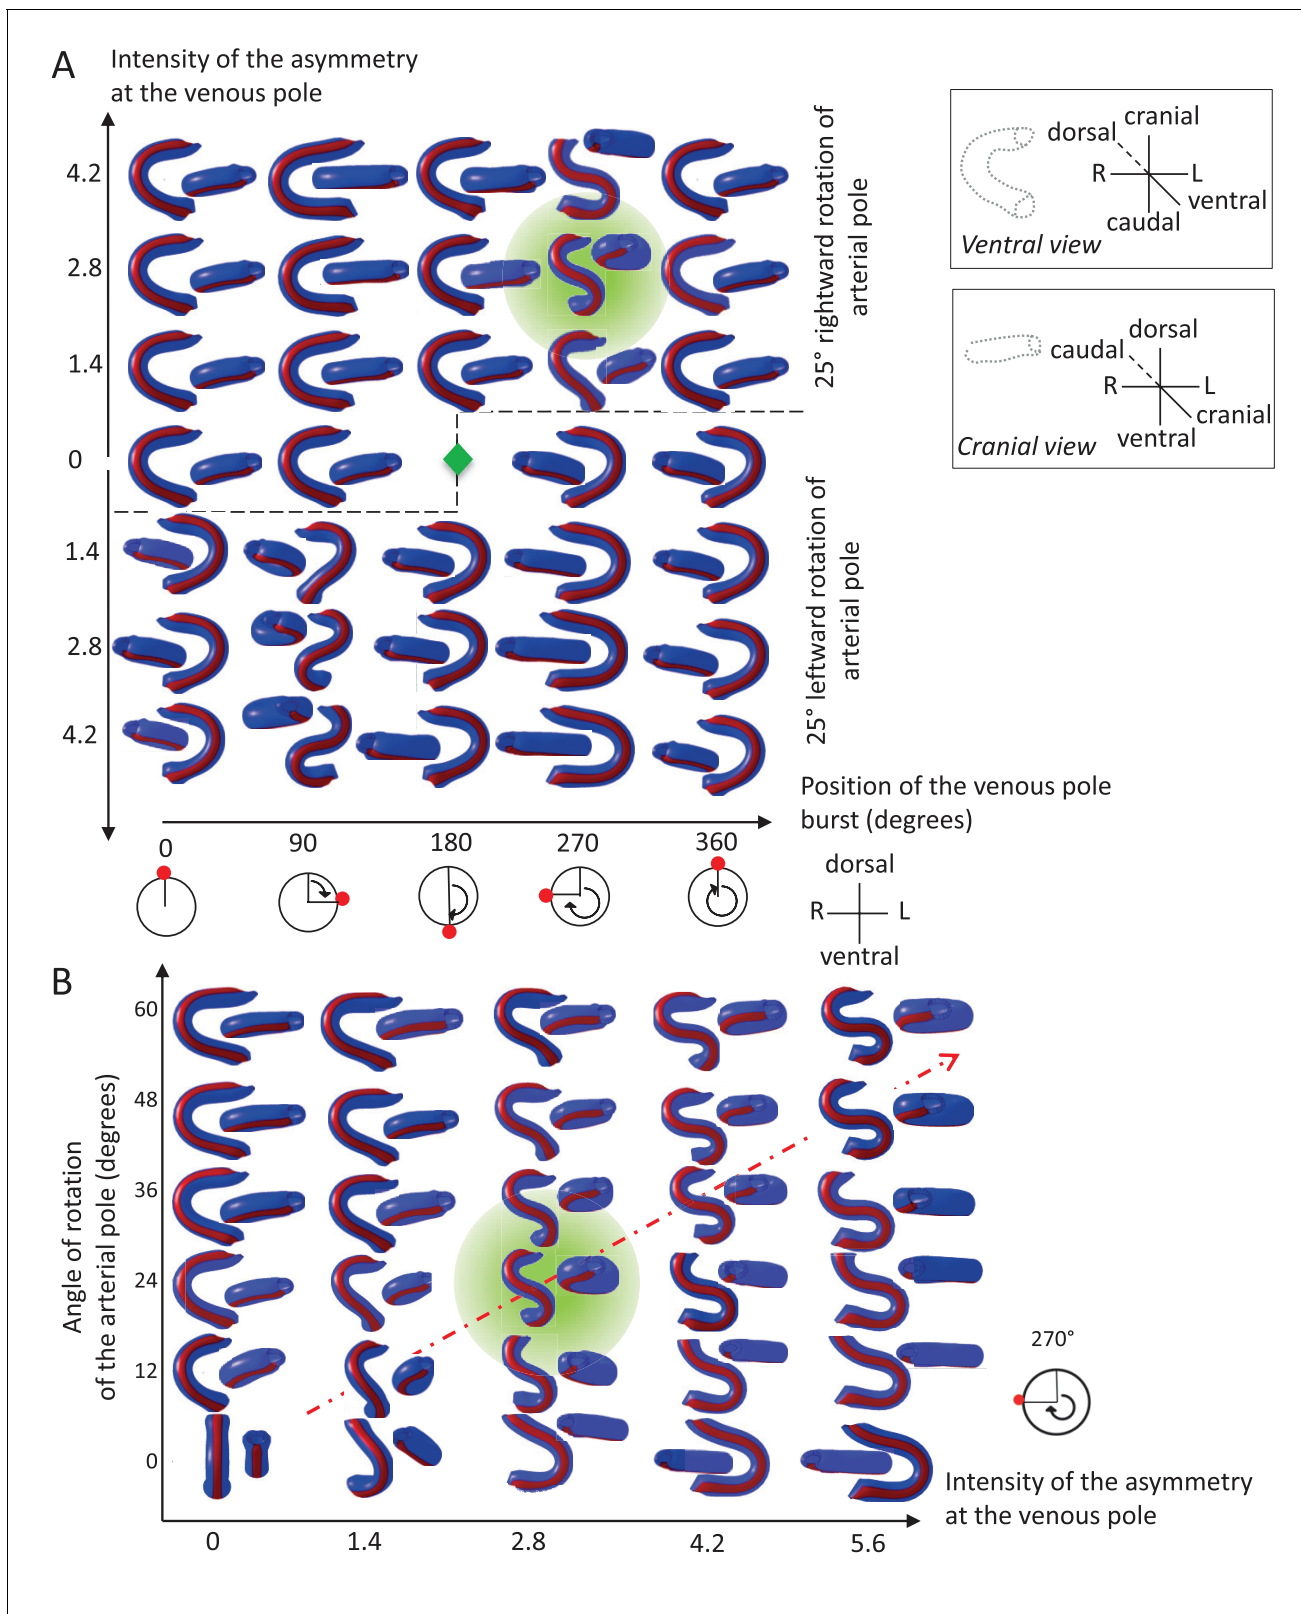 A
Intensity of the asymmetry
at the venous pole
4.2
2.8
1.4
0
1.4
2.8
4.2
25° rightward rotation of
arterial pole
25° leftward rotation of
arterial pole
cranial
dorsal
R
L
ventral
caudal
Ventral view
dorsal
caudal
R
L
cranial
ventral
Cranial view
Position of the venous pole
burst (degrees)
0
90
180
270
360
dorsal
R
L
ventral
B
60
48
36
24
12
0
Angle of rotation
of the arterial pole (degrees)
270°
Intensity of the asymmetry
at the venous pole
0
1.4
2.8
4.2
5.6